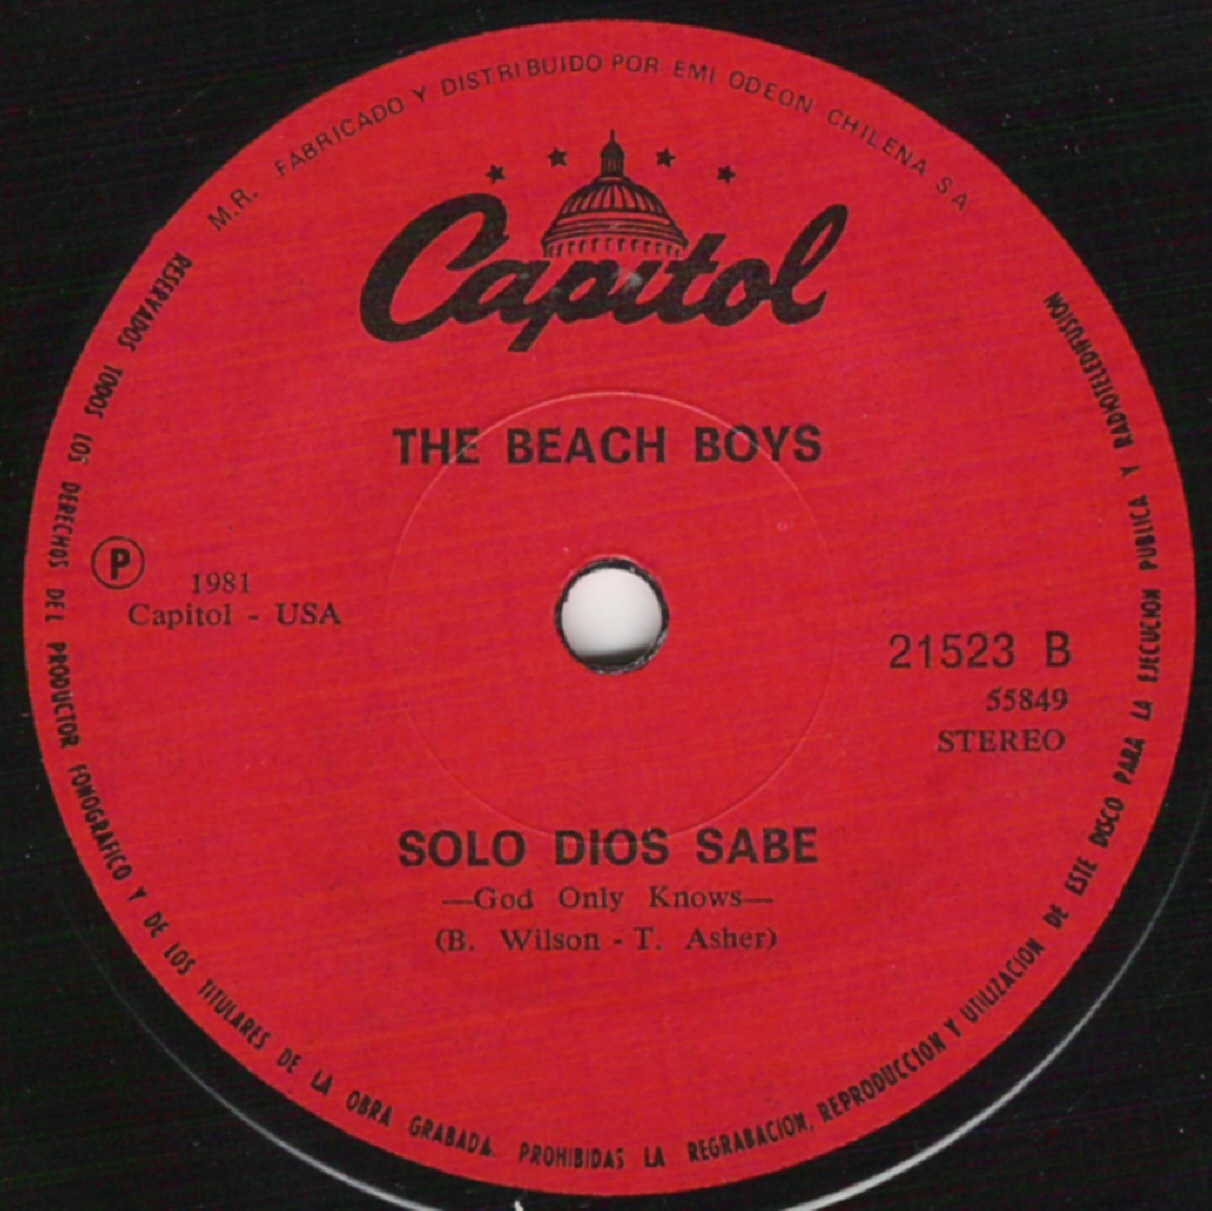 M.R. FABRICADO Y DISTRIBUIDO POR EMI ODEON CHILENA S A
Capitol
THE BEACH BOYS
P
1981
Capitol - USA
21523 B
55849
STEREO
SOLO DIOS SABE
—God Only Knows—
(B. Wilson - T. Asher)
RESERVADOS TODOS LOS DERECHOS DEL PRODUCTOR FONOGRAFICO Y DE LOS TITULARES DE LA OBRA GRABADA. PROHIBIDAS LA REGRABACION, REPRODUCCION Y UTILIZACION DE ESTE DISCO PARA LA EJECUCION PUBLICA Y RADIOTELEDIFUSION